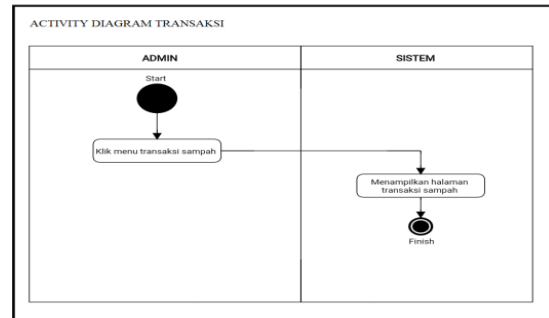 ACTIVITY DIAGRAM TRANSAKSI
ADMIN
SISTEM
Start
Klik menu transaksi sampah
Menampilkan halaman
transaksi sampah
Finish